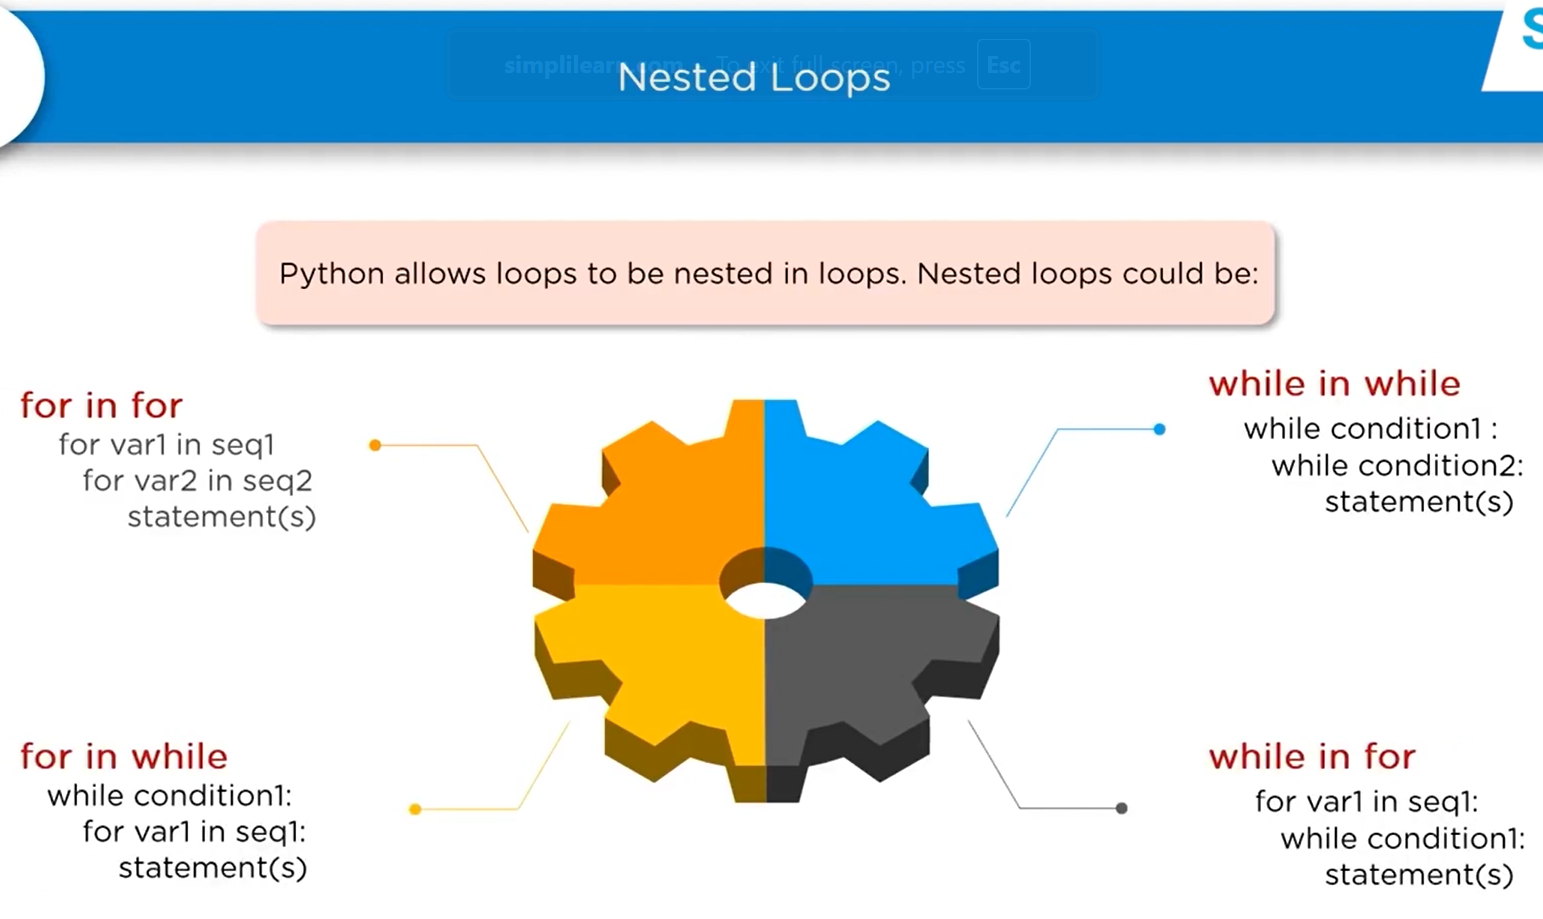 simplilearn.com To exit full screen, press Esc
Nested Loops
S
Python allows loops to be nested in loops. Nested loops could be:
for in for
for var1 in seq1
for var2 in seq2
statement(s)
while in while
while condition1 :
while condition2:
statement(s)
for in while
while condition1:
for var1 in seq1:
statement(s)
while in for
for var1 in seq1:
while condition1:
statement(s)